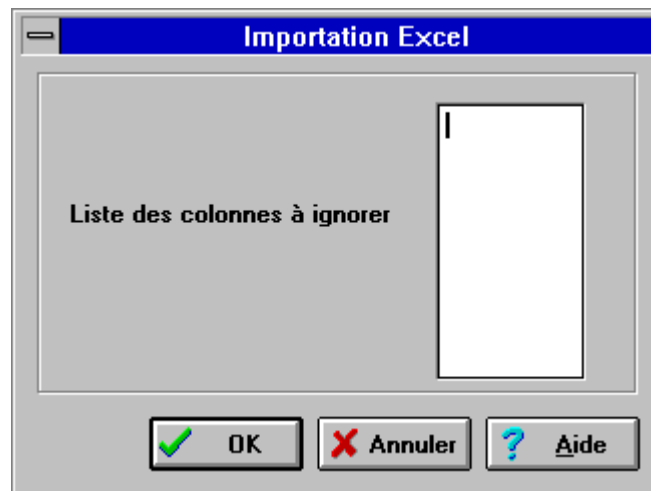 Importation Excel
Liste des colonnes à ignorer
OK
Annuler
? Aide